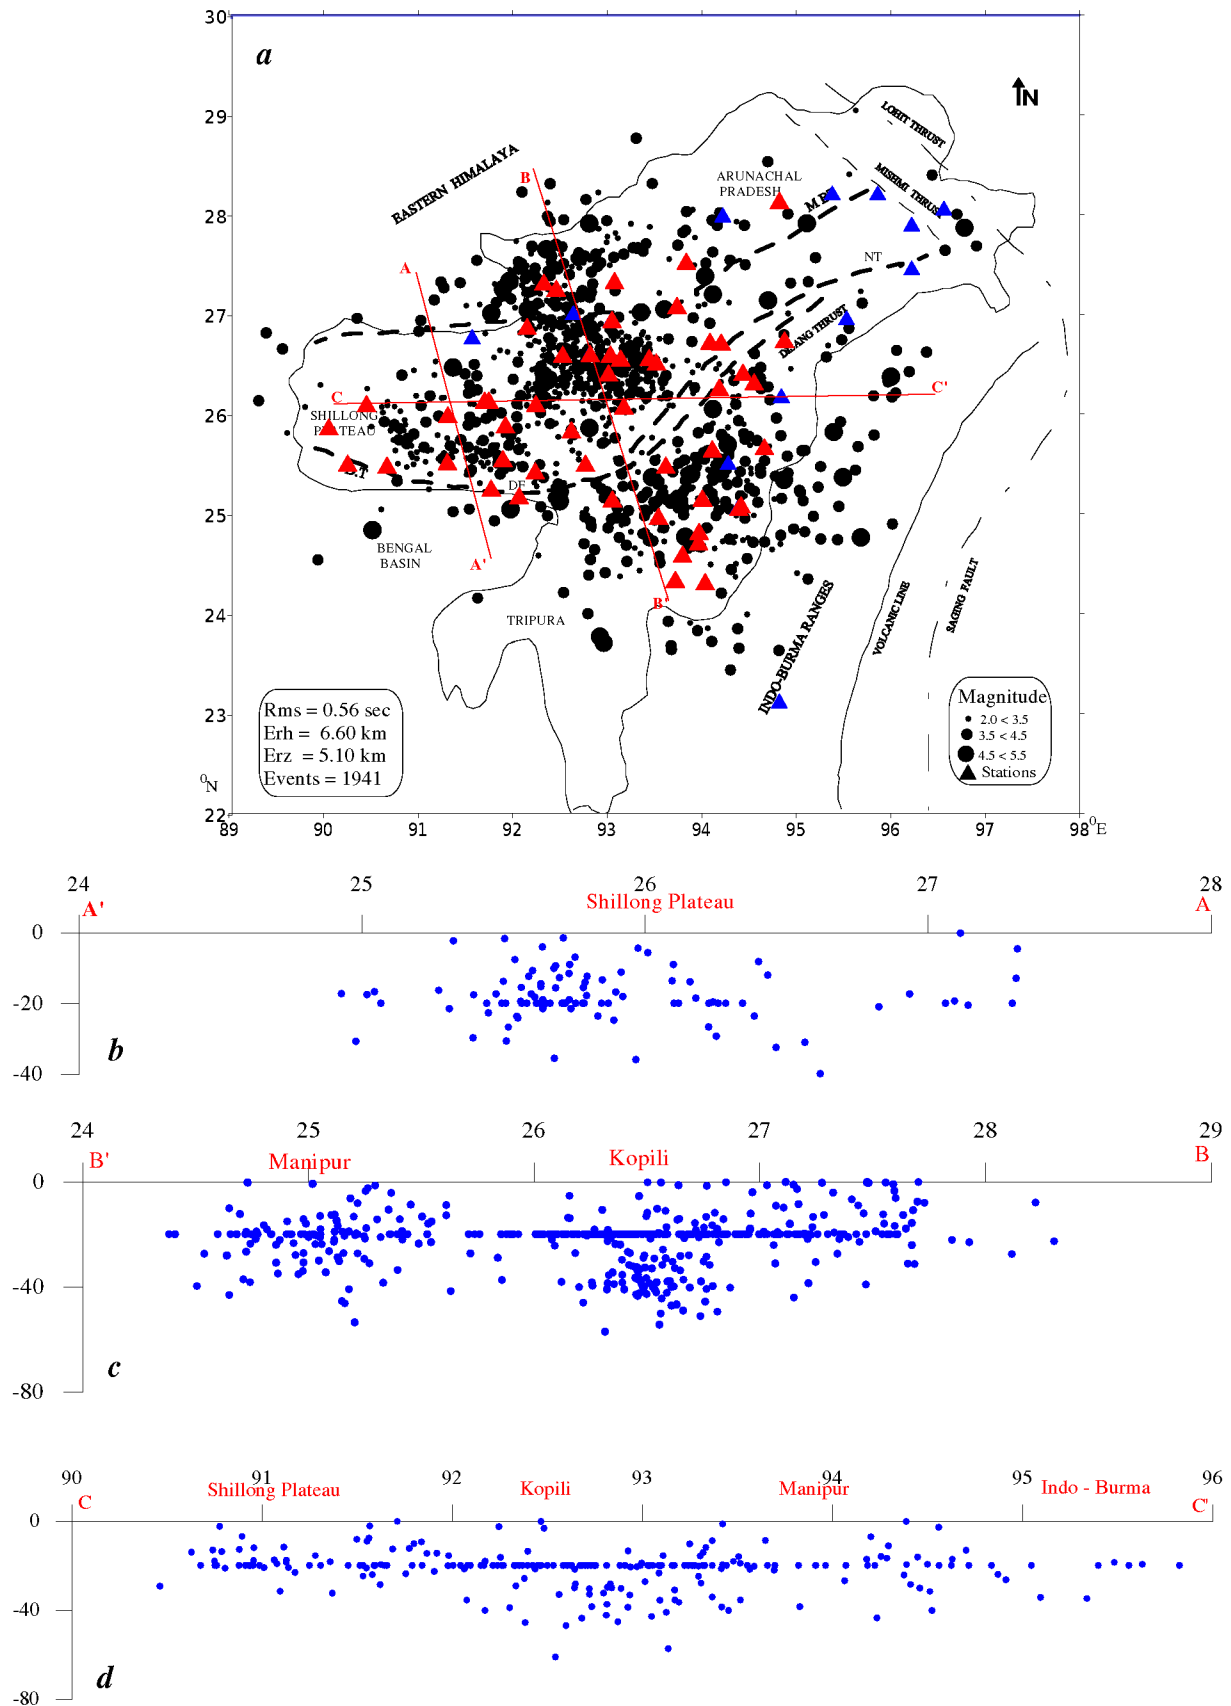 30
a
29
N
LOHIT THRUST
EASTERN HIMALAYA
B
ARUNACHAL
PRADESH
MISHMI THRUST
28
NT
A
27
DISANG THRUST
C
C'
26
SHILLONG
PLATEAU
D.T
DF
25
BENGAL
BASIN
A'
B'
24
TRIPURA
INDO-BURMA RANGES
VOLCANIC LINE
SAGING FAULT
Rms = 0.56 sec
Erh = 6.60 km
Erz = 5.10 km
Events = 1941
23
Magnitude
2.0 < 3.5
3.5 < 4.5
4.5 < 5.5
Stations
0N
22
89 90 91 92 93 94 95 96 97 98 0E
24 25 26 27 28
A' Shillong Plateau A
0
-20
-40
b
24 25 26 27 28 29
B' Manipur Kopili B
0
-40
-80
c
90 91 92 93 94 95 96
Shillong Plateau Kopili Manipur Indo - Burma
C C'
0
-40
-80
d